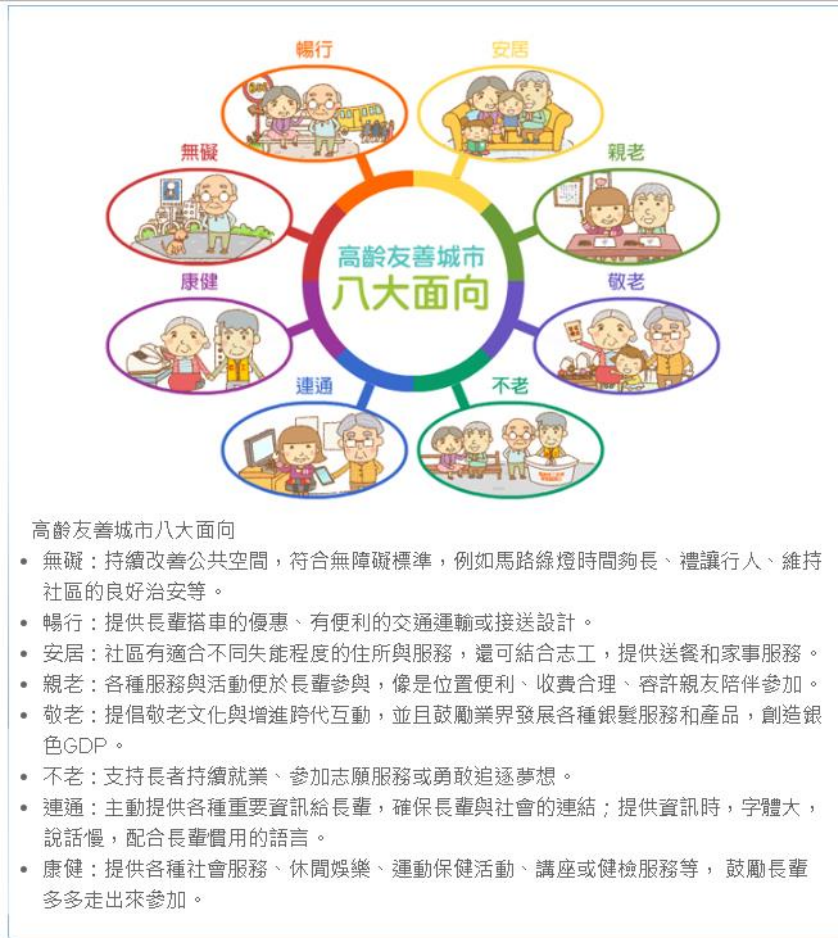 暢行
安居
無礙
親老
高齡友善城市
八大面向
康健
敬老
連通
不老
高齡友善城市八大面向
• 無礙：持續改善公共空間，符合無障礙標準，例如馬路綠燈時間夠長、禮讓行人、維持
社區的良好治安等。
• 暢行：提供長輩搭車的優惠、有便利的交通運輸或接送設計。
• 安居：社區有適合不同失能程度的住所與服務，還可結合志工，提供送餐和家事服務。
• 親老：各種服務與活動便於長輩參與，像是位置便利、收費合理、容許親友陪伴參加。
• 敬老：提倡敬老文化與增進跨代互動，並且鼓勵業界發展各種銀髮服務和產品，創造銀
色GDP。
• 不老：支持長者持續就業、參加志願服務或勇敢追逐夢想。
• 連通：主動提供各種重要資訊給長輩，確保長輩與社會的連結；提供資訊時，字體大，
說話慢，配合長輩慣用的語言。
• 康健：提供各種社會服務、休閒娛樂、運動保健活動、講座或健檢服務等， 鼓勵長輩
多多走出來參加。